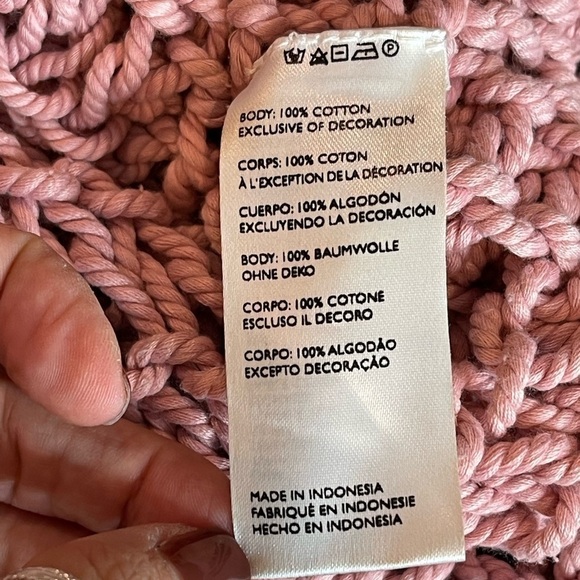 P
BODY: 100% COTTON
EXCLUSIVE OF DECORATION
CORPS: 100% COTON
À L'EXCEPTION DE LA DÉCORATION
CUERPO: 100% ALGODÓN
EXCLUYENDO LA DECORACIÓN
BODY: 100% BAUMWOLLE
OHNE DEKO
CORPO: 100% COTONE
ESCLUSO IL DECORO
CORPO: 100% ALGODÃO
EXCEPTO DECORAÇÃO
MADE IN INDONESIA
FABRIQUÉ EN INDONESIE
HECHO EN INDONESIA